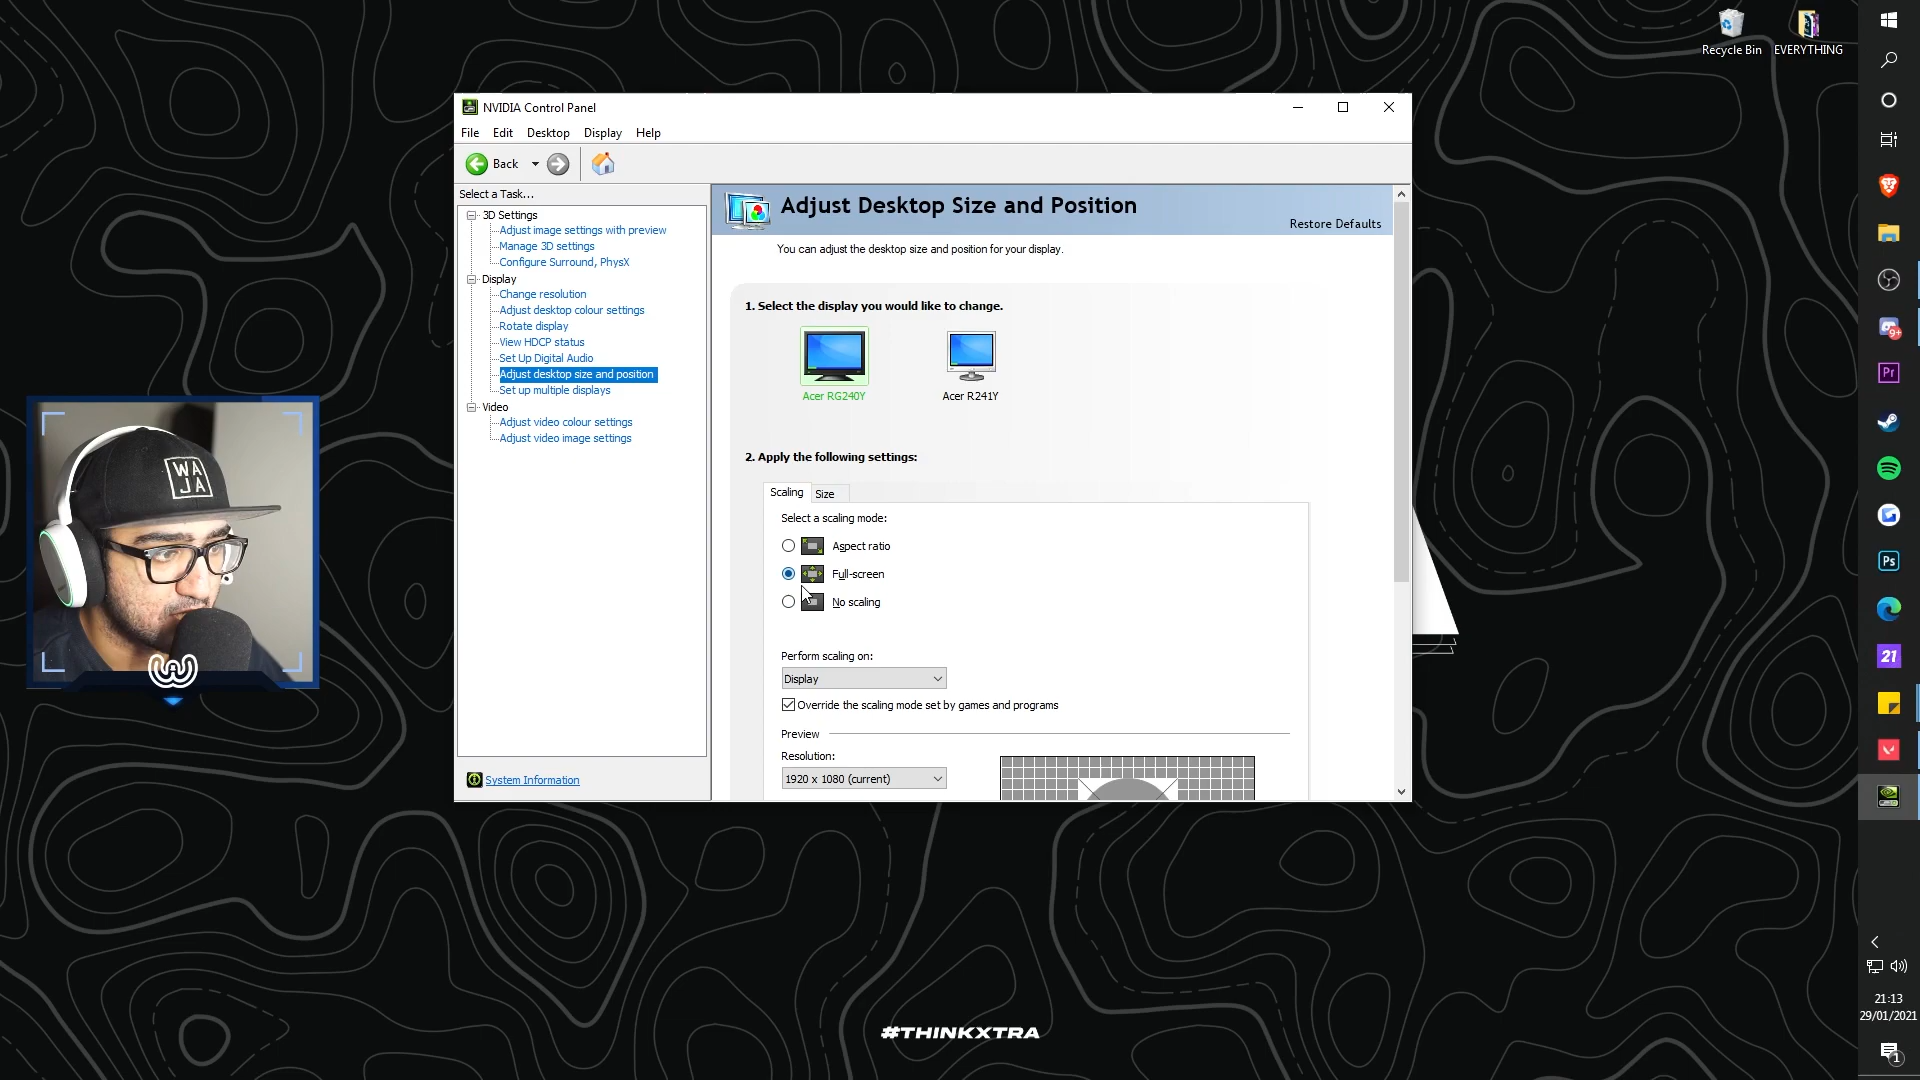 Recycle Bin
EVERYTHING
NVIDIA Control Panel
File Edit Desktop Display Help
Back
Select a Task...
3D Settings
Adjust image settings with preview
Manage 3D settings
Configure Surround, PhysX
Display
Change resolution
Adjust desktop colour settings
Rotate display
View HDCP status
Set Up Digital Audio
Adjust desktop size and position
Set up multiple displays
Video
Adjust video colour settings
Adjust video image settings
System Information
Adjust Desktop Size and Position
Restore Defaults
You can adjust the desktop size and position for your display.
1. Select the display you would like to change.
Acer RG240Y
Acer R241Y
2. Apply the following settings:
Scaling
Size
Select a scaling mode:
Aspect ratio
Full-screen
No scaling
Perform scaling on:
Display
Override the scaling mode set by games and programs
Preview
Resolution:
1920 x 1080 (current)
WA
JA
#THINKXTRA
9+
Pr
Ps
21
21:13
29/01/2021
1